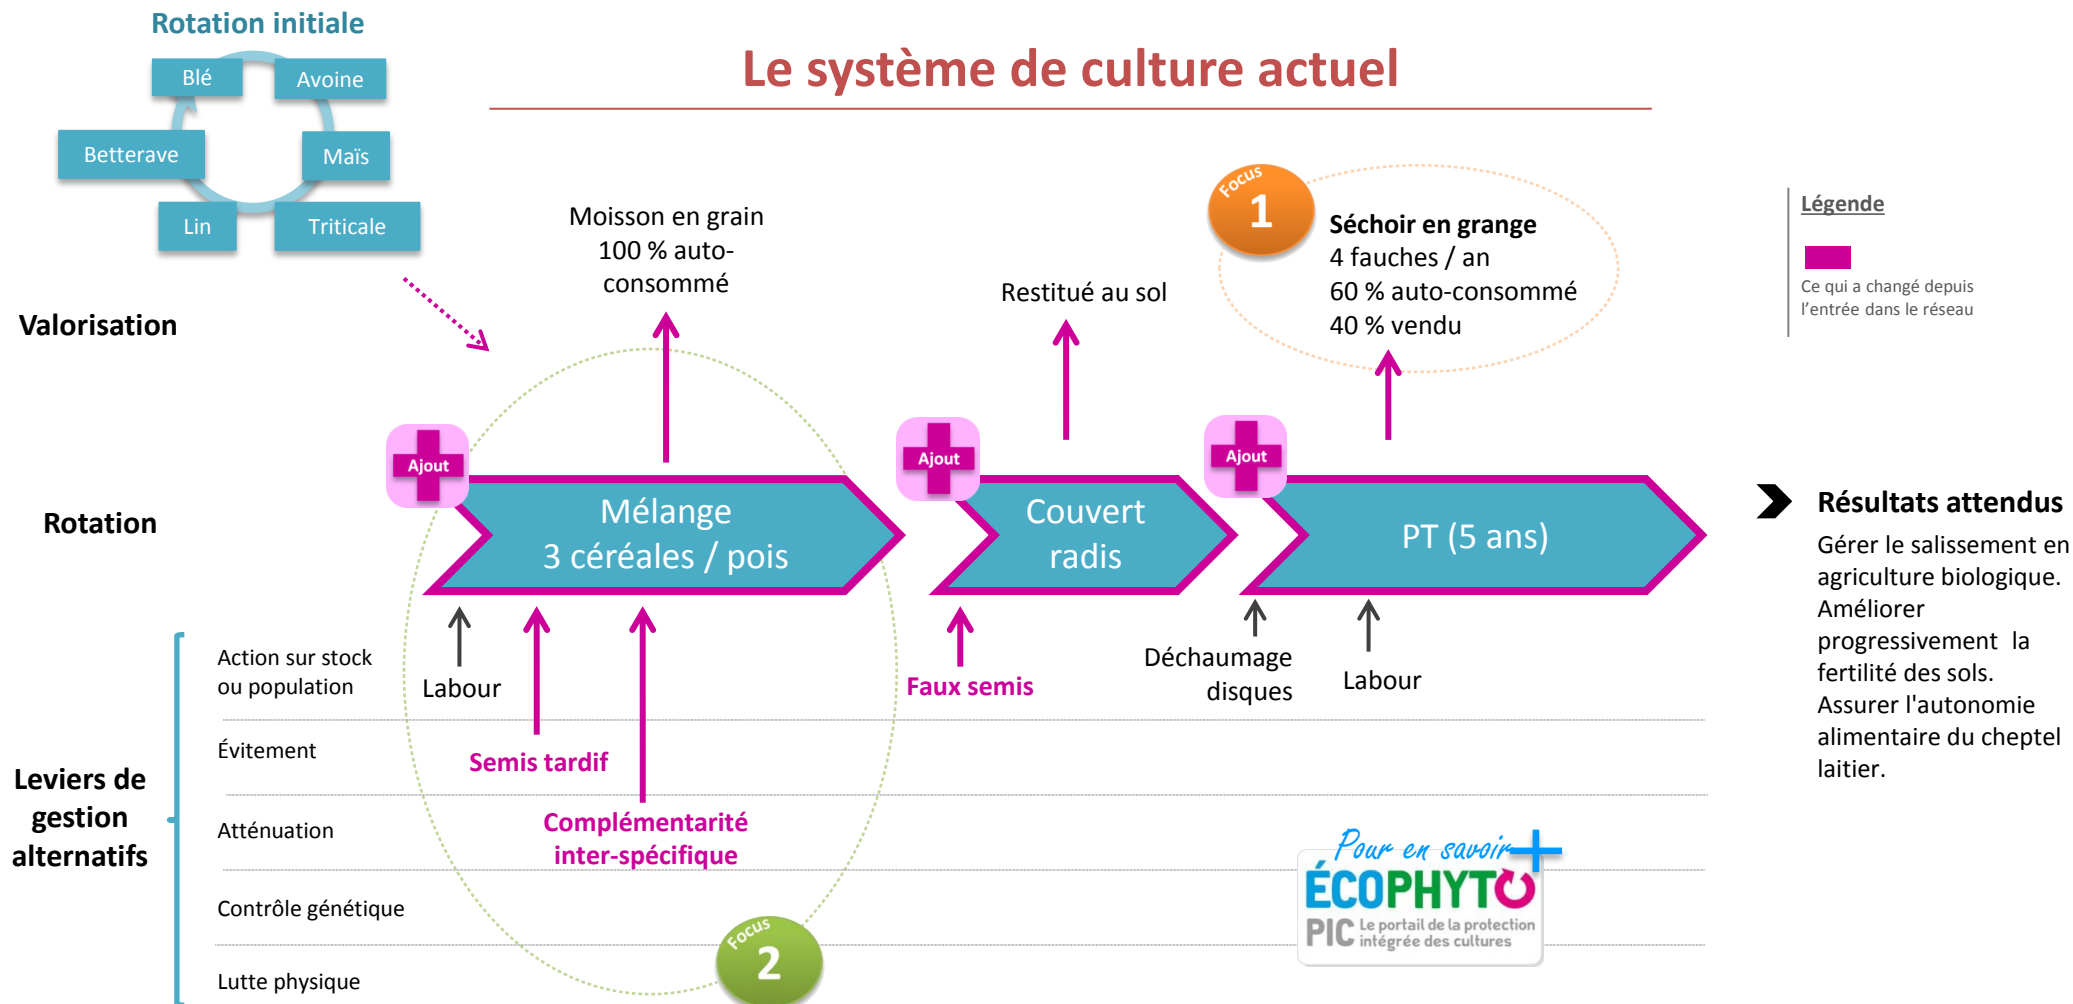 Rotation initiale
Blé
Avoine
Betterave
Maïs
Lin
Triticale
Le système de culture actuel
Légende
Ce qui a changé depuis
l'entrée dans le réseau
Valorisation
Moisson en grain
100 % auto-
consommé
Restitué au sol
Focus
1
Séchoir en grange
4 fauches / an
60 % auto-consommé
40 % vendu
Rotation
Ajout
Mélange
3 céréales / pois
Ajout
Couvert
radis
Ajout
PT (5 ans)
Résultats attendus
Gérer le salissement en
agriculture biologique.
Améliorer
progressivement  la
fertilité des sols.
Assurer l'autonomie
alimentaire du cheptel
laitier.
Leviers de
gestion
alternatifs
Action sur stock
ou population
Labour
Faux semis
Déchaumage
disques
Labour
Évitement
Semis tardif
Atténuation
Complémentarité
inter-spécifique
Contrôle génétique
Lutte physique
Focus
2
Pour en savoir +
ÉCOPHYTO
PIC Le portail de la protection
intégrée des cultures